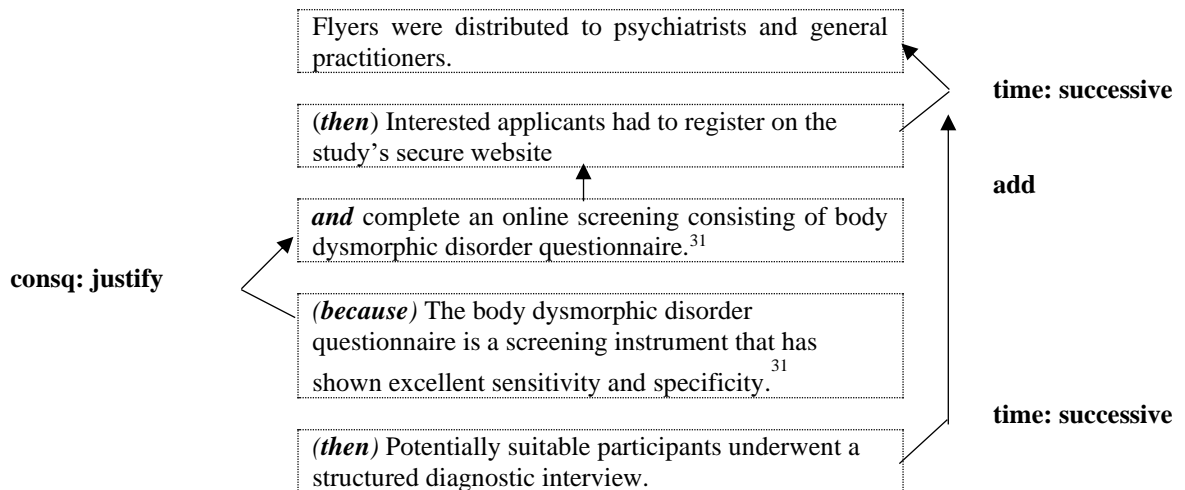 Flyers were distributed to psychiatrists and general
practitioners.
time: successive
(then) Interested applicants had to register on the
study’s secure website
add
and complete an online screening consisting of body
dysmorphic disorder questionnaire.31
consq: justify
(because) The body dysmorphic disorder
questionnaire is a screening instrument that has
shown excellent sensitivity and specificity.31
time: successive
(then) Potentially suitable participants underwent a
structured diagnostic interview.